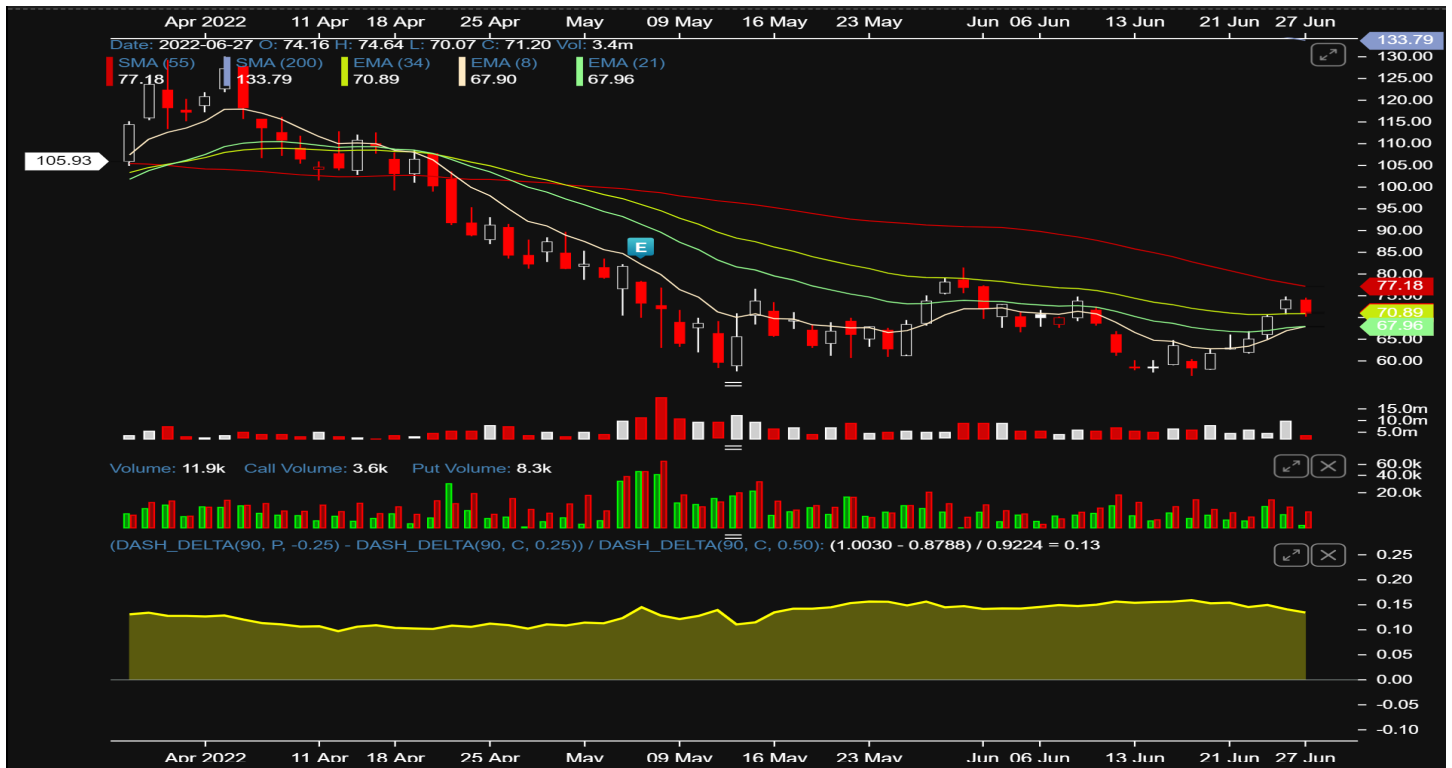 Apr 2022 11 Apr 18 Apr 25 Apr May 09 May 16 May 23 May Jun 06 Jun 13 Jun 21 Jun 27 Jun
133.79
Date: 2022-06-27 O: 74.16 H: 74.64 L: 70.07 C: 71.20 Vol: 3.4m
SMA (55) SMA (200) EMA (34) EMA (8) EMA (21)
77.18 133.79 70.89 67.90 67.96
130.00
125.00
120.00
115.00
110.00
105.93
105.00
100.00
95.00
90.00
E
85.00
80.00
77.18
75.00
70.89
67.96
65.00
60.00
15.0m
10.0m
5.0m
Volume: 11.9k Call Volume: 3.6k Put Volume: 8.3k
60.0k
40.0k
20.0k
(DASH_DELTA(90, P, -0.25) - DASH_DELTA(90, C, 0.25)) / DASH_DELTA(90, C, 0.50): (1.0030 - 0.8788) / 0.9224 = 0.13
0.25
0.20
0.15
0.10
0.05
0.00
-0.05
-0.10
Apr 2022 11 Apr 18 Apr 25 Apr May 09 May 16 May 23 May Jun 06 Jun 13 Jun 21 Jun 27 Jun